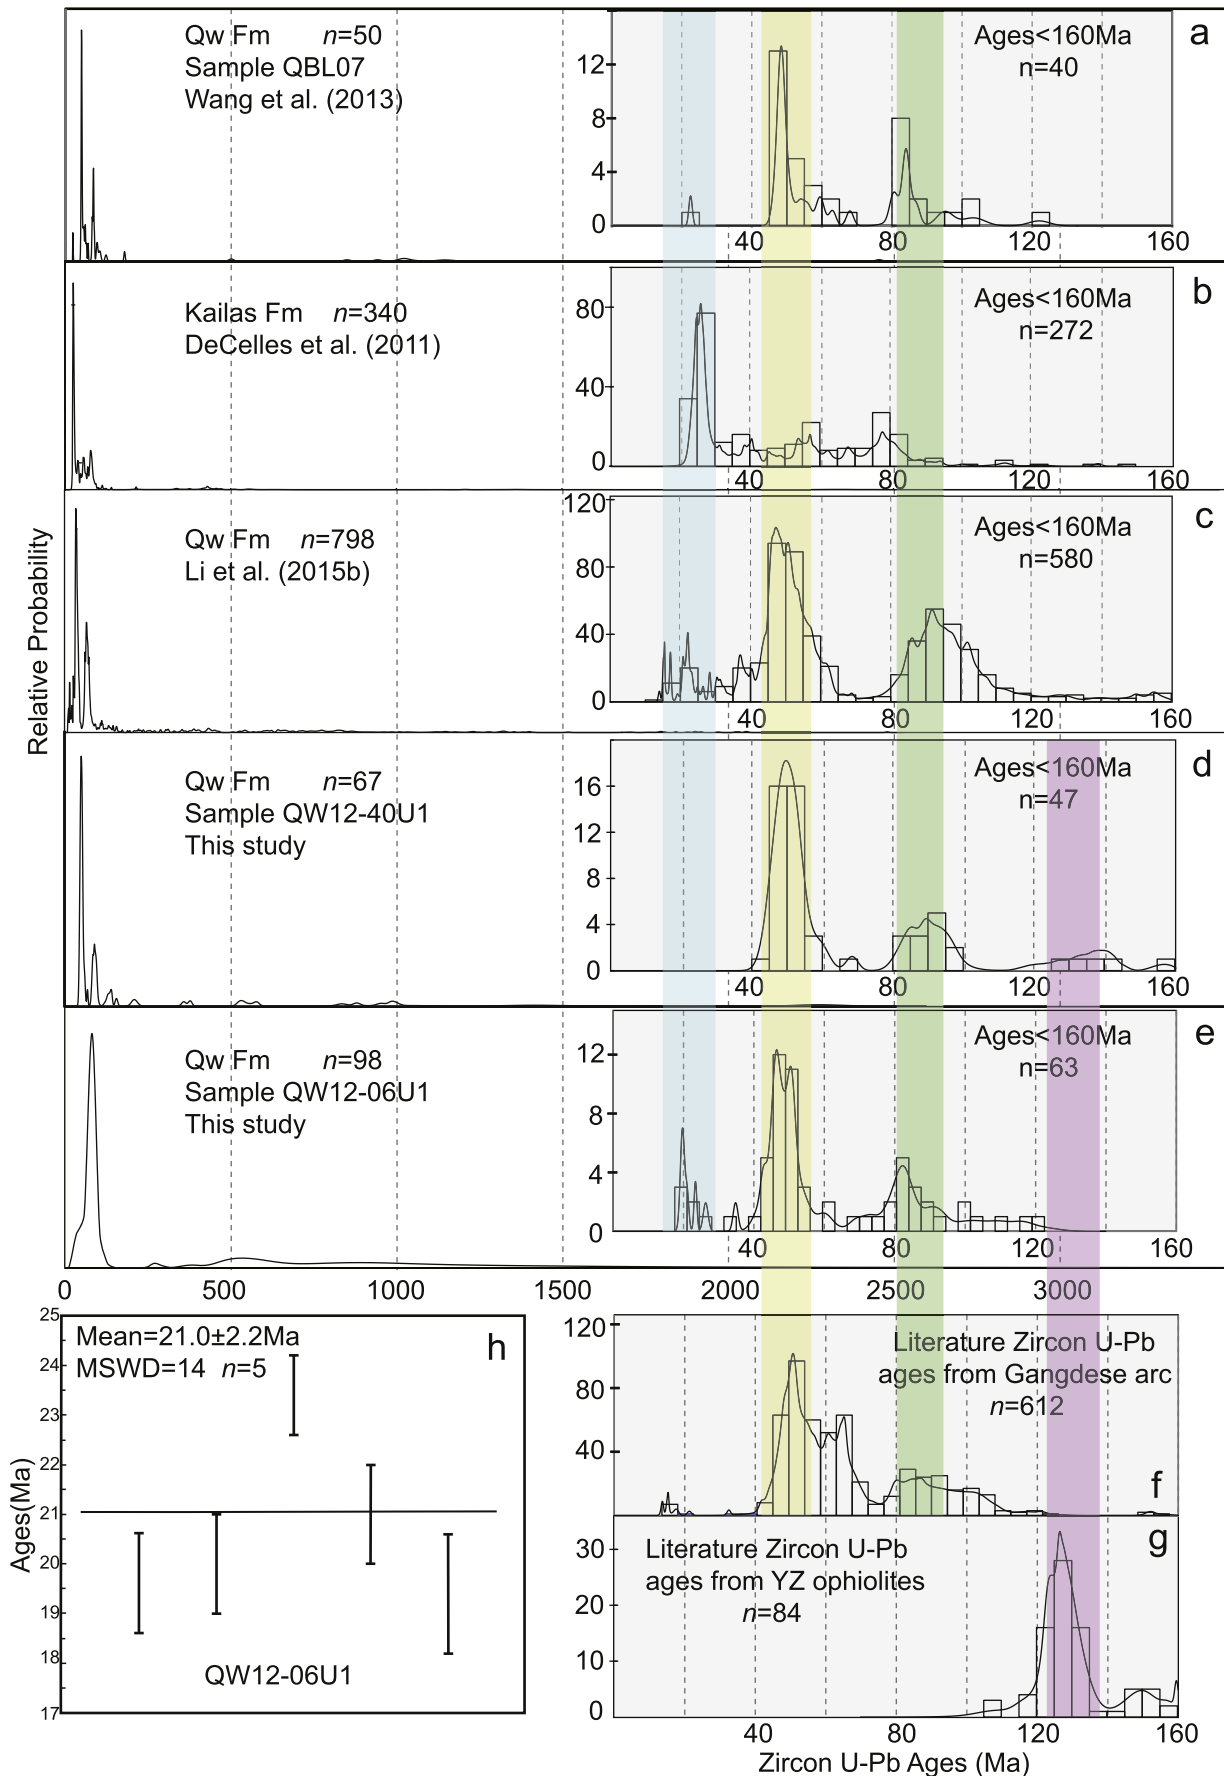 Qw Fm n=50
Sample QBL07
Wang et al. (2013)
Ages<160Ma
n=40
a
12
8
4
0
40 80 120 160
Kailas Fm n=340
DeCelles et al. (2011)
Ages<160Ma
n=272
b
80
40
0
40 80 120 160
Relative Probability
Qw Fm n=798
Li et al. (2015b)
Ages<160Ma
n=580
c
120
80
40
0
40 80 120 160
Qw Fm n=67
Sample QW12-40U1
This study
Ages<160Ma
n=47
d
16
12
8
4
0
40 80 120 160
Qw Fm n=98
Sample QW12-06U1
This study
Ages<160Ma
n=63
e
12
8
4
0
40 80 120 160
0 500 1000 1500 2000 2500 3000
Mean=21.0±2.2Ma
MSWD=14 n=5
h
25
24
23
22
21
20
19
18
17
Ages(Ma)
QW12-06U1
Literature Zircon U-Pb
ages from Gangdese arc
n=612
f
120
80
40
Literature Zircon U-Pb
ages from YZ ophiolites
n=84
g
30
20
10
0
40 80 120 160
Zircon U-Pb Ages (Ma)